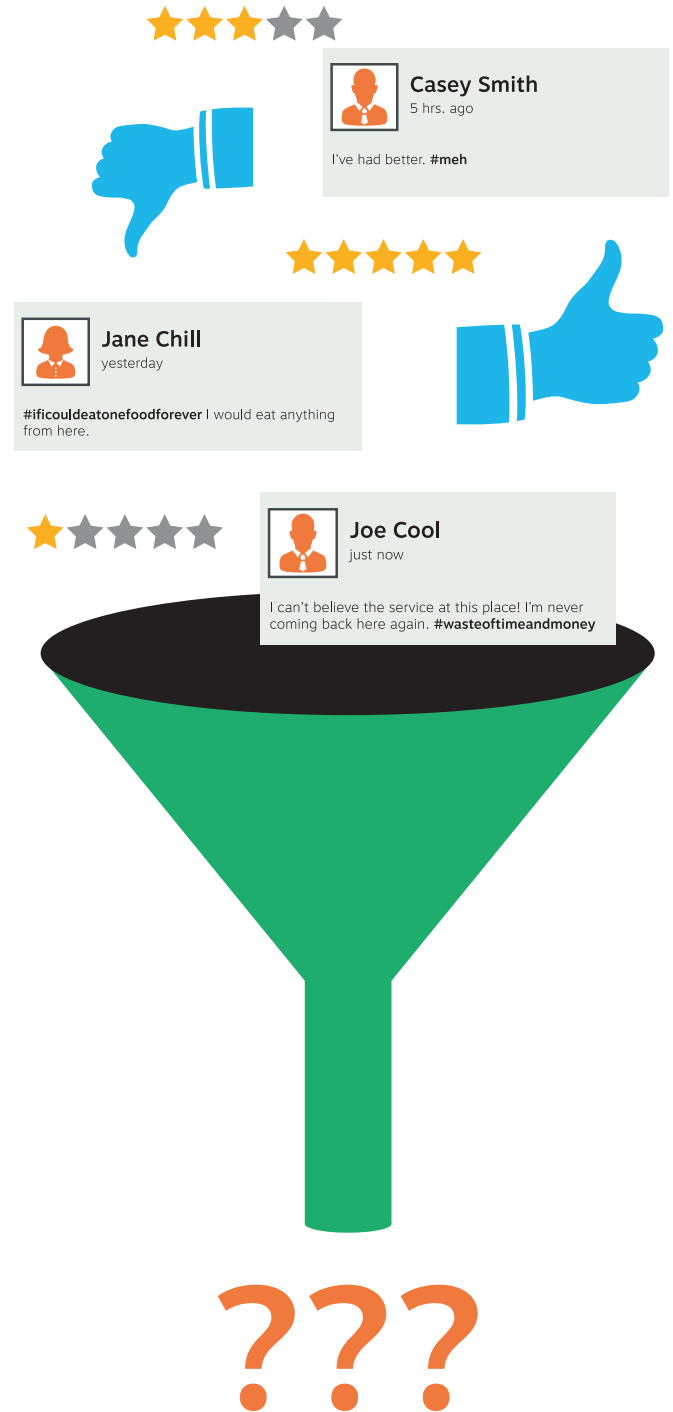 Casey Smith
5 hrs. ago
I've had better. #meh
Jane Chill
yesterday
#ificouldeatonefoodforever I would eat anything
from here.
Joe Cool
just now
I can't believe the service at this place! I'm never
coming back here again. #wasteoftimeandmoney
???